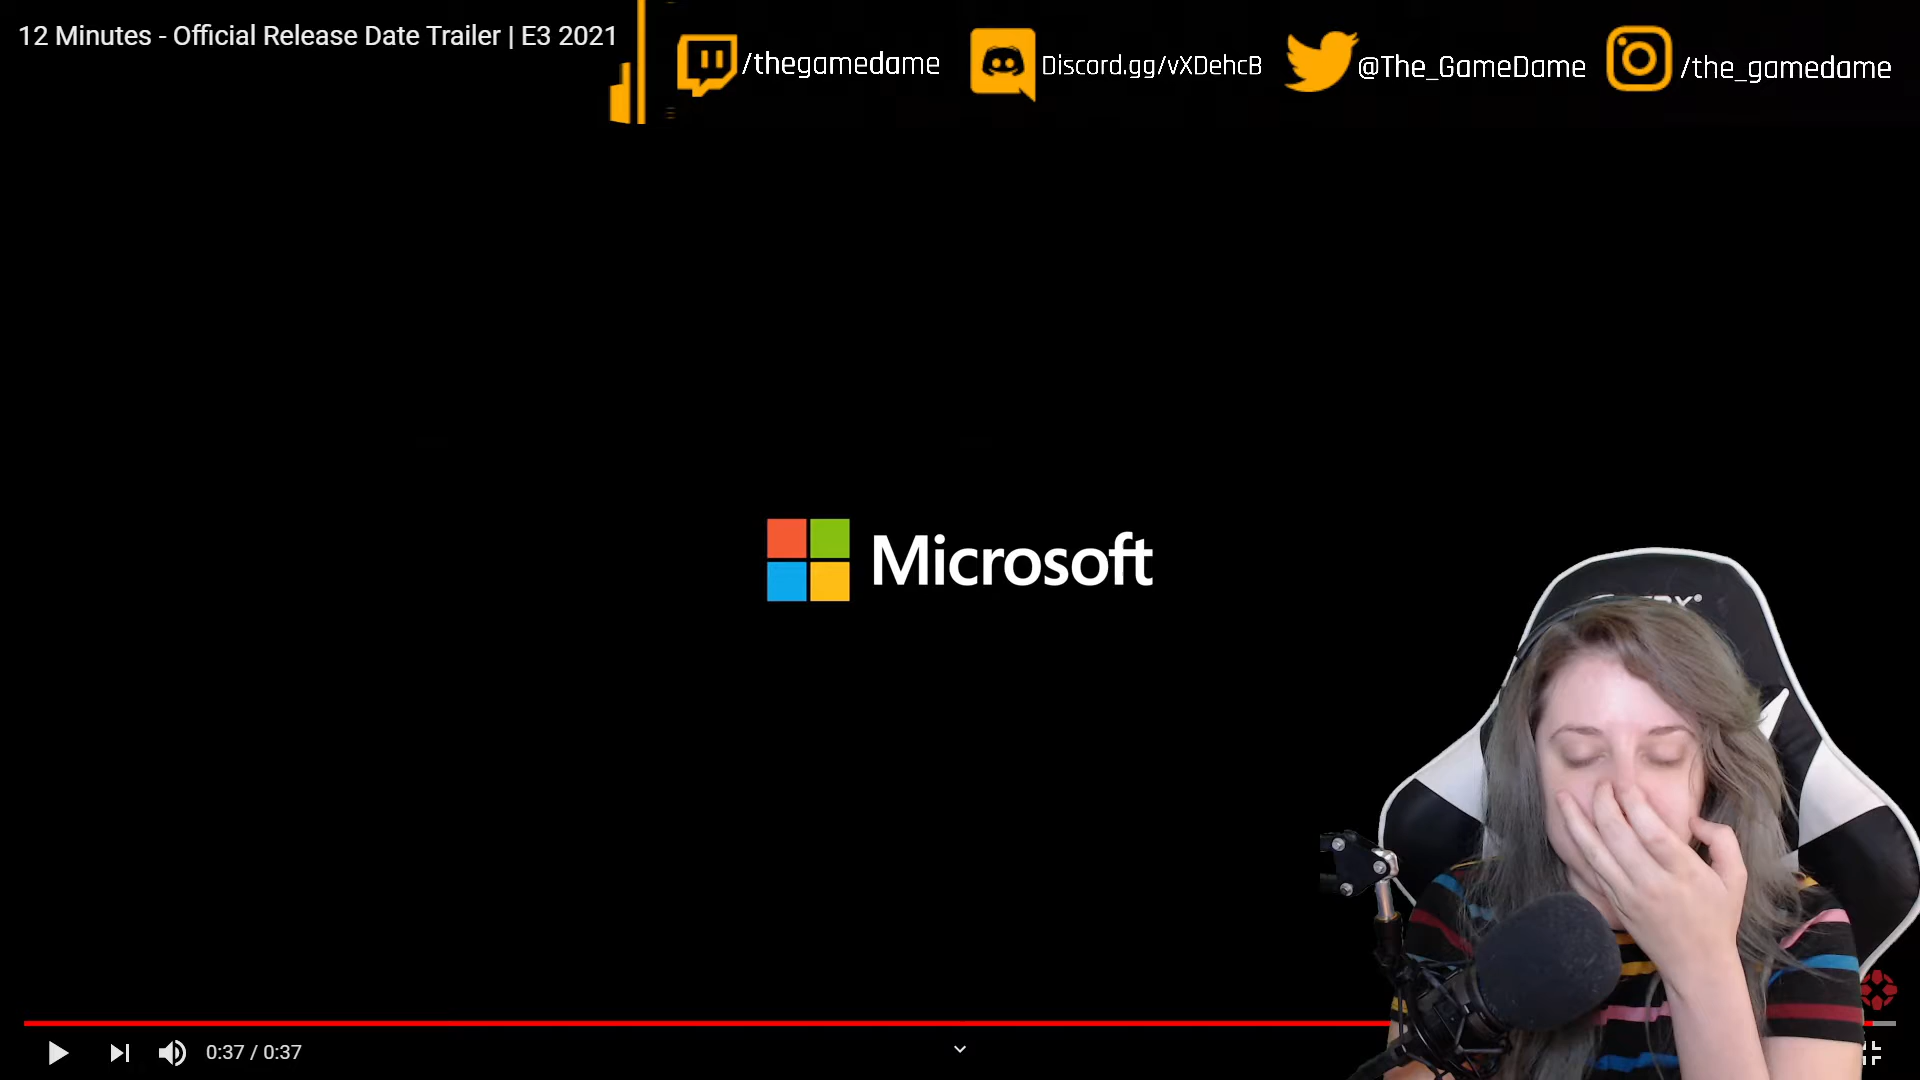 12 Minutes - Official Release Date Trailer | E3 2021
/thegamedame
Discord.gg/vXDehcB
@The_GameDame
/the_gamedame
Microsoft
0:37 / 0:37